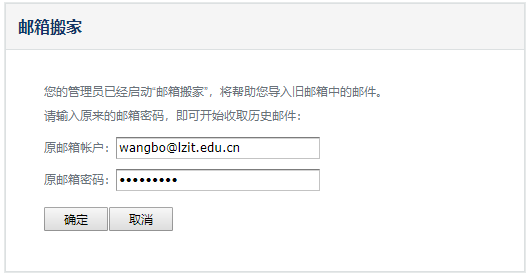 邮箱搬家
您的管理员已经启动“邮箱搬家”，将帮助您导入旧邮箱中的邮件。
请输入原来的邮箱密码，即可开始收取历史邮件：
原邮箱帐户： wangbo@lzit.edu.cn
原邮箱密码： •••••••••
确定 取消